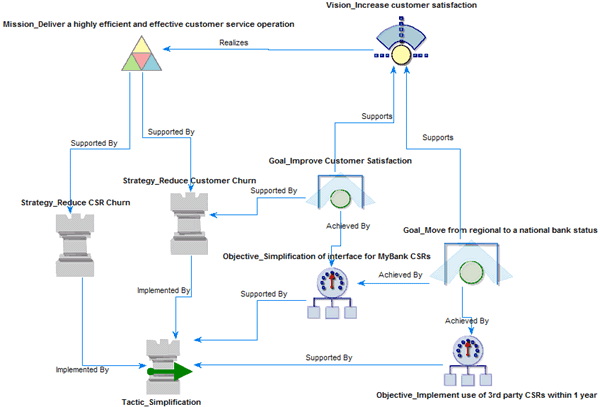 Vision_Increase customer satisfaction
Mission_Deliver a highly efficient and effective customer service operation
Realizes
Supports
Supported By
Supported By
Supports
Goal_Improve Customer Satisfaction
Strategy_Reduce Customer Churn
Supported By
Strategy_Reduce CSR Churn
Achieved By
Goal_Move from regional to a national bank status
Objective_Simplification of interface for MyBank CSRs
Achieved By
Implemented By
Supported By
Achieved By
Supported By
Implemented By
Tactic_Simplification
Objective_Implement use of 3rd party CSRs within 1 year